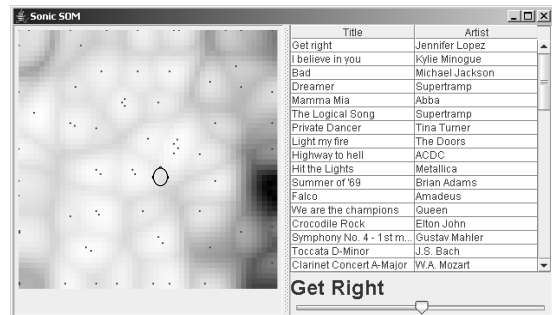 Sonic SOM
Title Artist
Get right Jennifer Lopez
I believe in you Kylie Minogue
Bad Michael Jackson
Dreamer Supertramp
Mamma Mia Abba
The Logical Song Supertramp
Private Dancer Tina Turner
Light my fire The Doors
Highway to hell ACDC
Hit the Lights Metallica
Summer of '69 Brian Adams
Falco Amadeus
We are the champions Queen
Crocodile Rock Elton John
Symphony No. 4 - 1st m... Gustav Mahler
Toccata D-Minor J.S. Bach
Clarinet Concert A-Major W.A. Mozart
Get Right